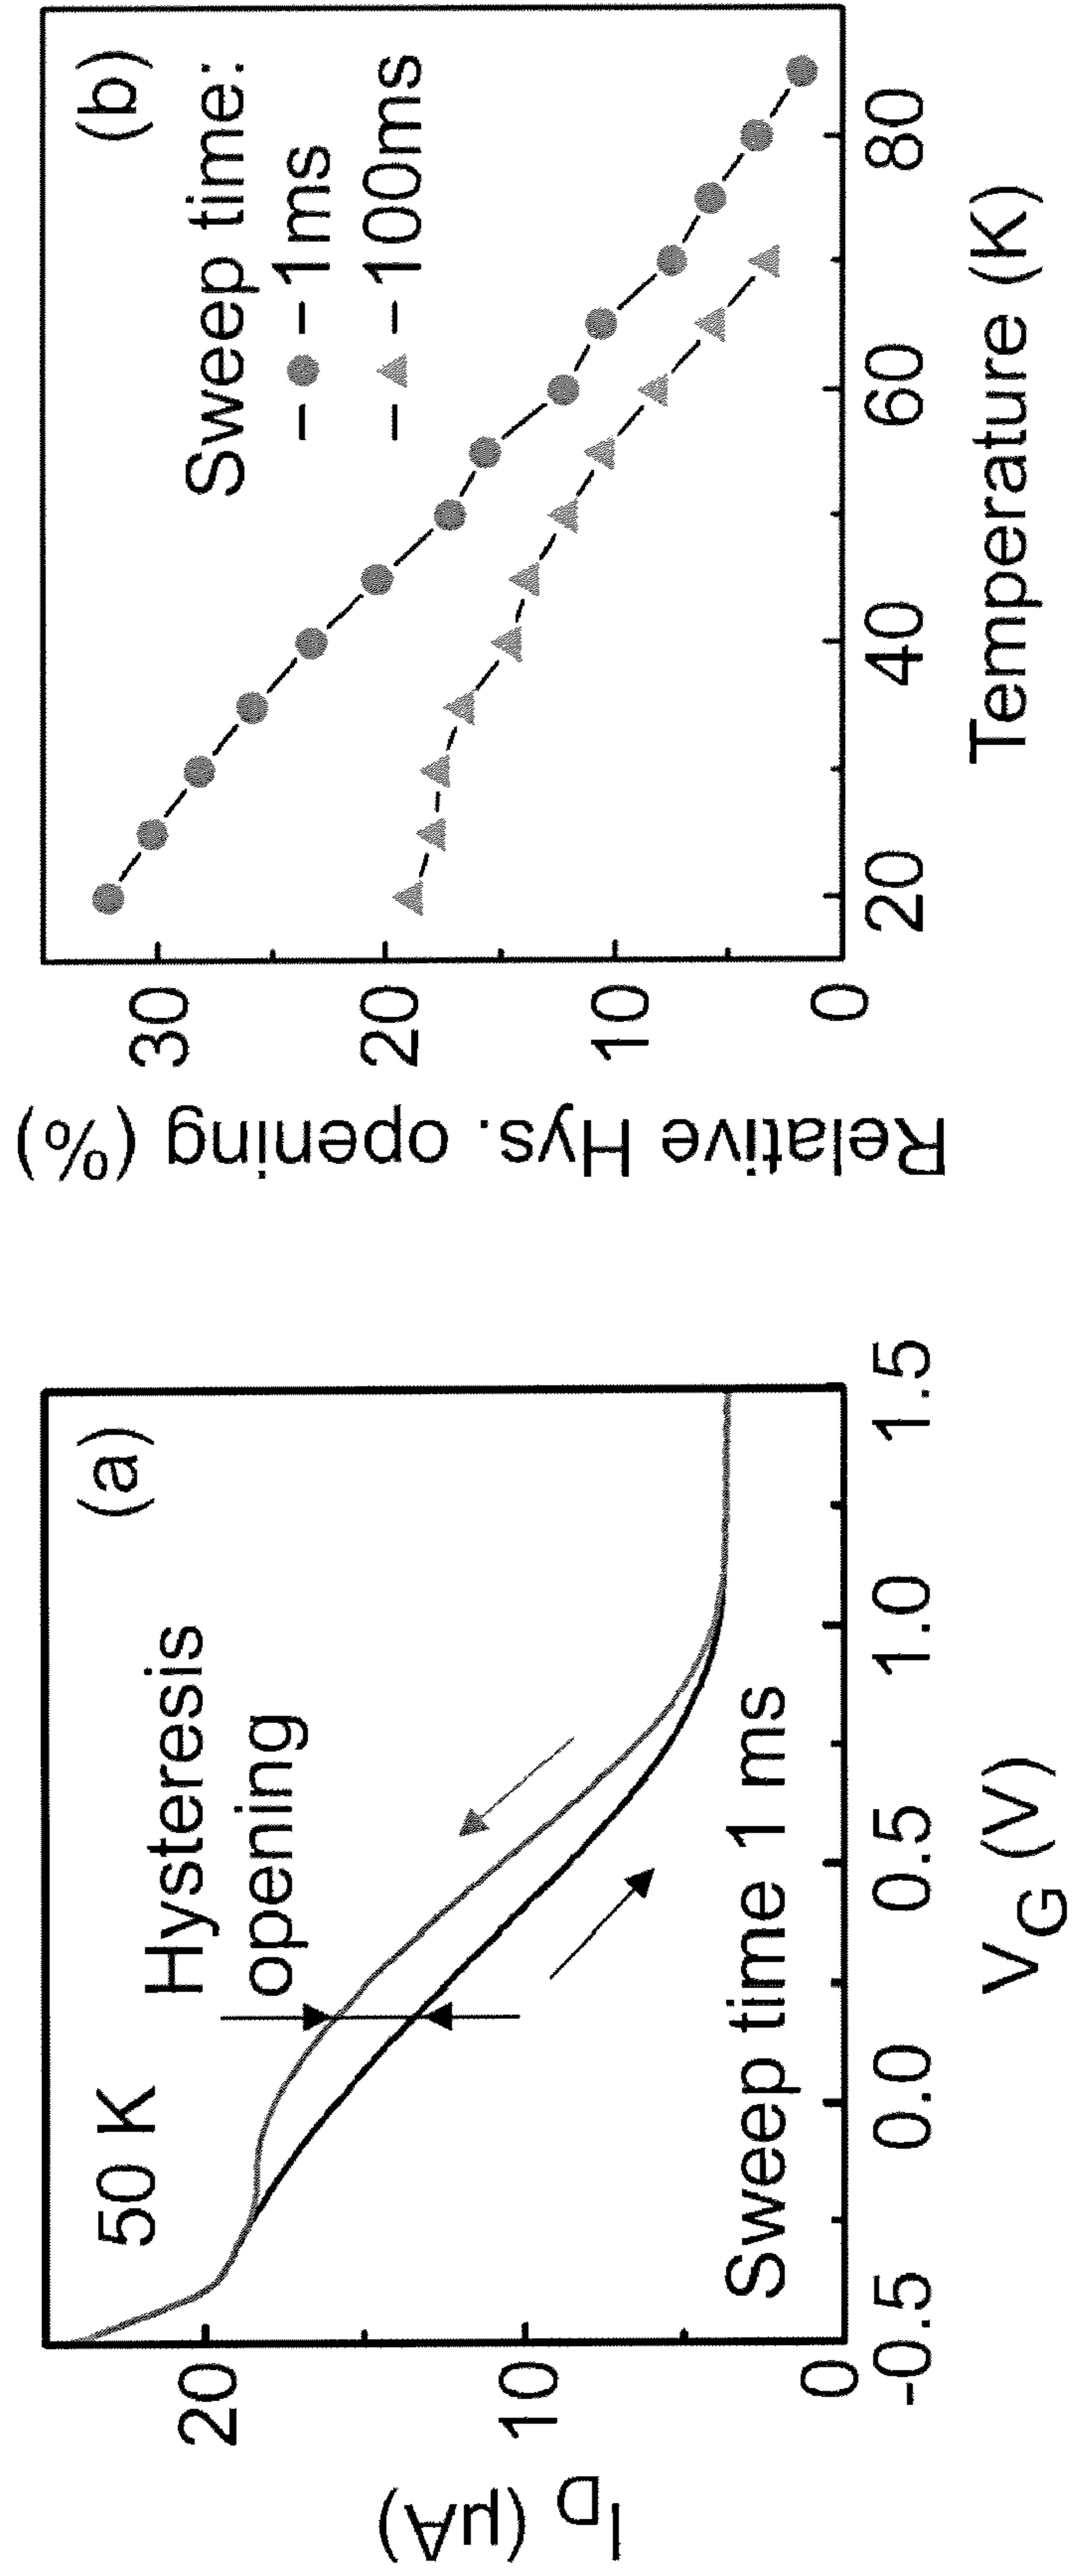 50 K
(a)
Hysteresis
opening
Sweep time 1 ms
20
10
0
-0.5
0.0
0.5
1.0
1.5
I_D (μA)
V_G (V)
(b)
Sweep time:
1ms
100ms
30
20
10
0
20
40
60
80
Relative Hys. opening (%)
Temperature (K)